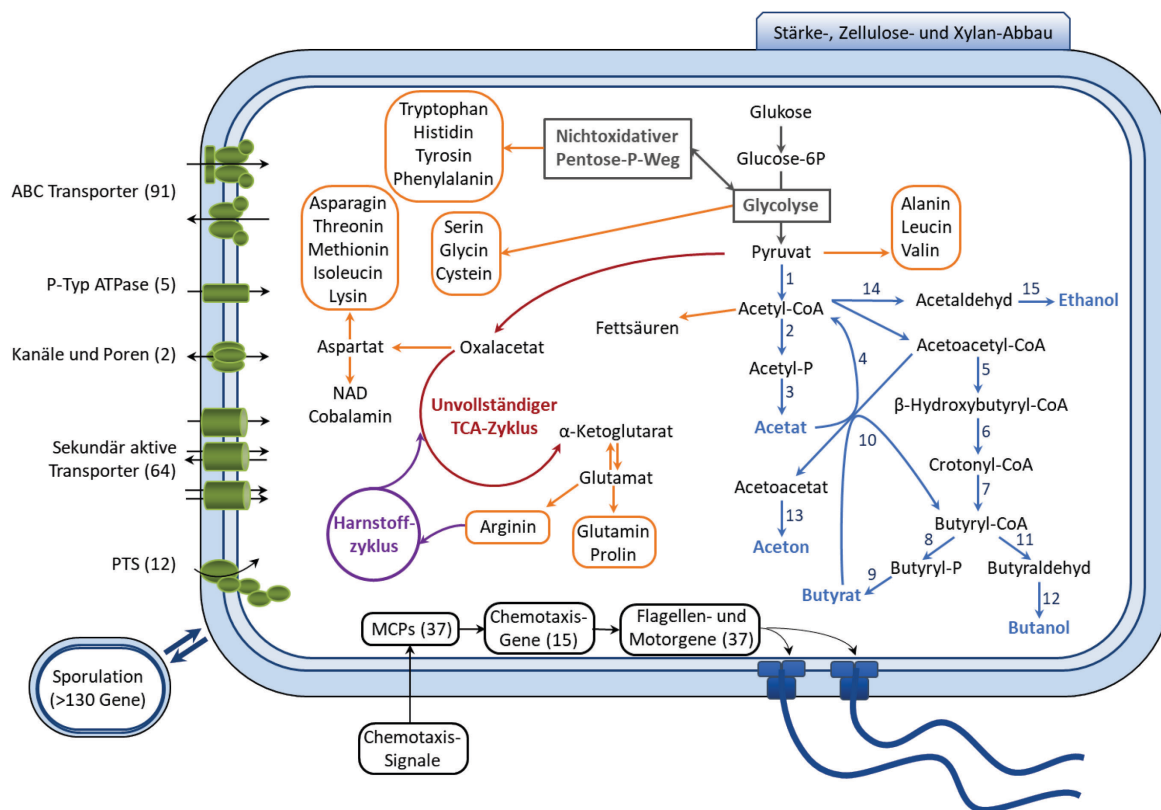 Stärke-, Zellulose- und Xylan-Abbau
ABC Transporter (91)
P-Typ ATPase (5)
Kanäle und Poren (2)
Sekundär aktive
Transporter (64)
PTS (12)
Sporulation
(>130 Gene)
Tryptophan
Histidin
Tyrosin
Phenylalanin
Nichtoxidativer
Pentose-P-Weg
Glukose
Glucose-6P
Glycolyse
Asparagin
Threonin
Methionin
Isoleucin
Lysin
Serin
Glycin
Cystein
Alanin
Leucin
Valin
Pyruvat
1
Acetyl-CoA
14
Acetaldehyd
15
Ethanol
Fettsäuren
2
Acetyl-P
3
Acetat
4
Acetoacetyl-CoA
5
β-Hydroxybutyryl-CoA
6
Crotonyl-CoA
7
Butyryl-CoA
8
11
Butyryl-P
Butyraldehyd
9
12
Butyrat
Butanol
10
Acetoacetat
13
Aceton
Aspartat
Oxalacetat
NAD
Cobalamin
Unvollständiger
TCA-Zyklus
α-Ketoglutarat
Glutamat
Arginin
Glutamin
Prolin
Harnstoff-
zyklus
MCPs (37)
Chemotaxis-
Gene (15)
Flagellen- und
Motorgene (37)
Chemotaxis-
Signale